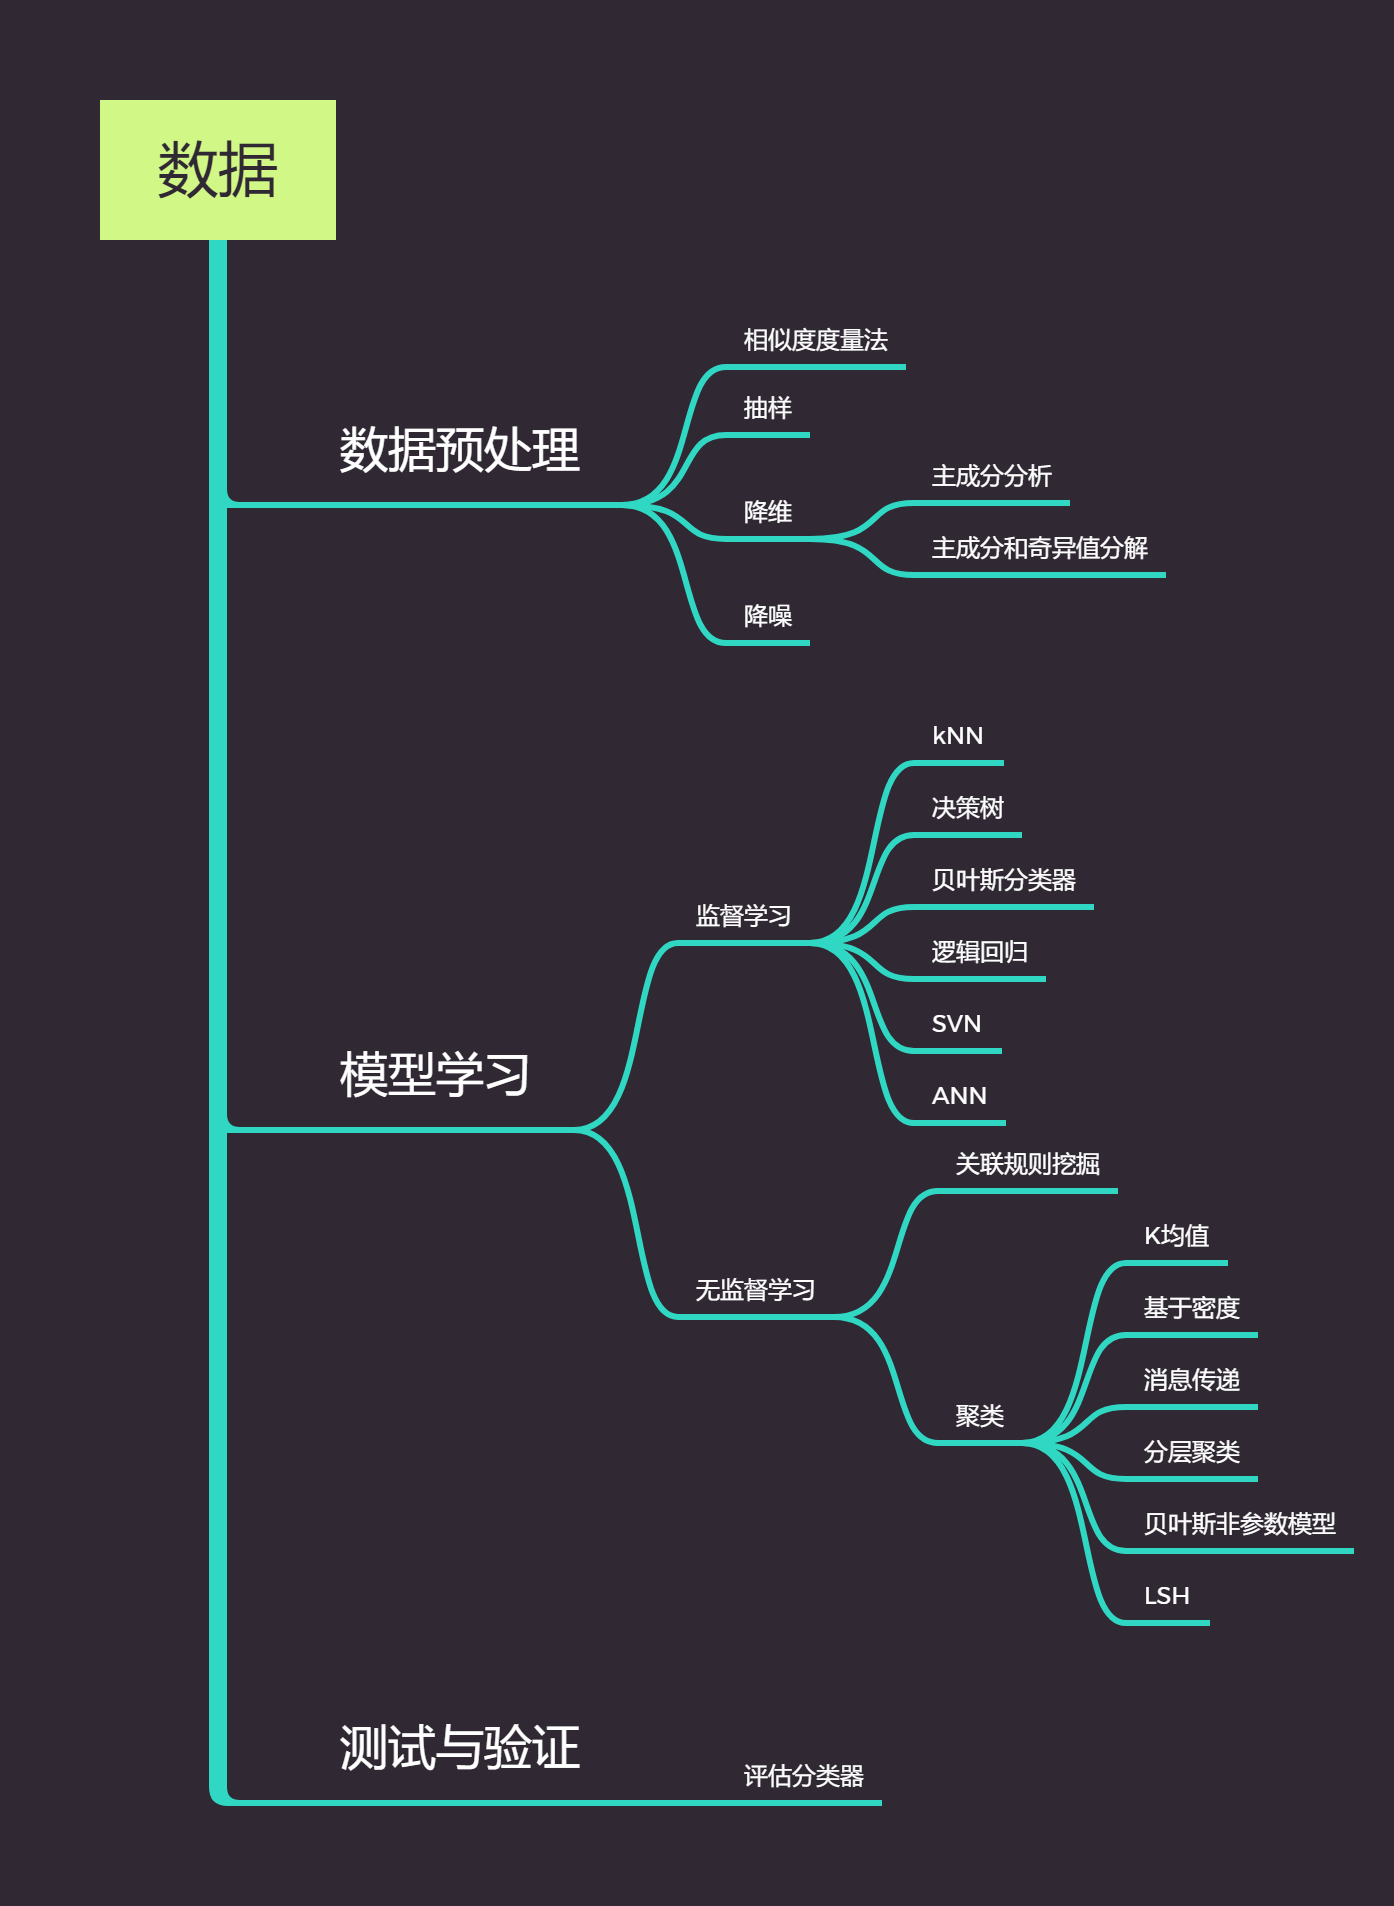 数据
数据预处理
相似度度量法
抽样
降维
主成分分析
主成分和奇异值分解
降噪
模型学习
监督学习
kNN
决策树
贝叶斯分类器
逻辑回归
SVN
ANN
无监督学习
关联规则挖掘
聚类
K均值
基于密度
消息传递
分层聚类
贝叶斯非参数模型
LSH
测试与验证
评估分类器